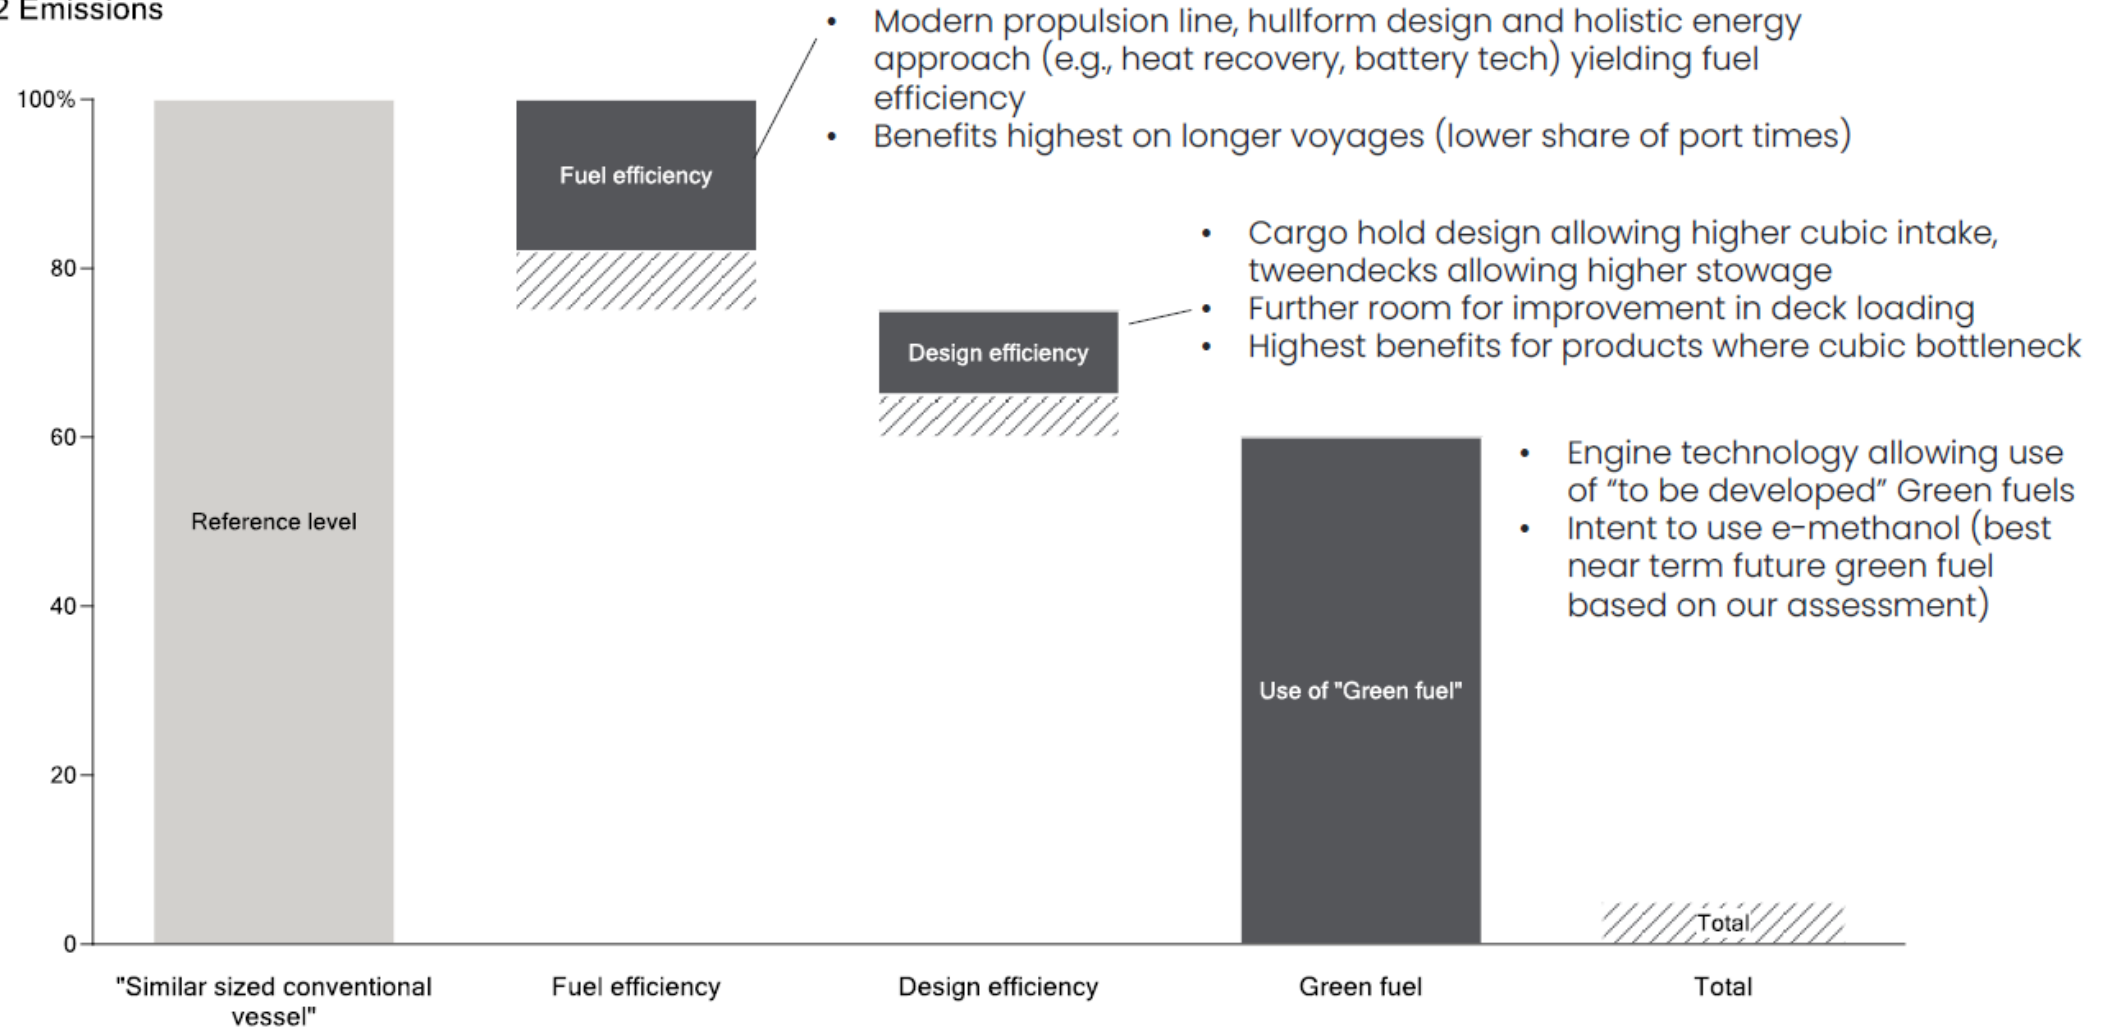 2 Emissions
• Modern propulsion line, hullform design and holistic energy
approach (e.g., heat recovery, battery tech) yielding fuel
efficiency
• Benefits highest on longer voyages (lower share of port times)
100%
Fuel efficiency
• Cargo hold design allowing higher cubic intake,
tweendecks allowing higher stowage
• Further room for improvement in deck loading
• Highest benefits for products where cubic bottleneck
80
Design efficiency
60
• Engine technology allowing use
of “to be developed” Green fuels
• Intent to use e-methanol (best
near term future green fuel
based on our assessment)
Reference level
40
Use of "Green fuel"
20
Total
0
"Similar sized conventional
vessel"
Fuel efficiency
Design efficiency
Green fuel
Total